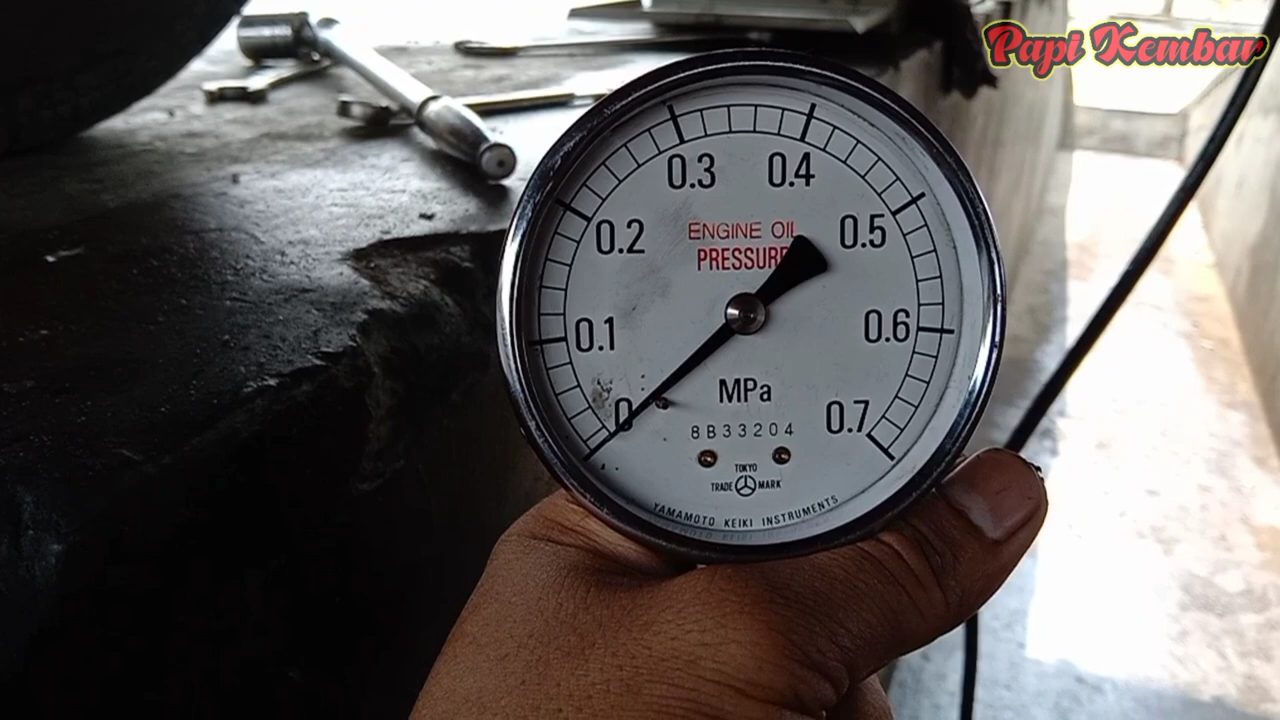 Papi Kembar
0.3 0.4
0.2 0.5
ENGINE OIL
PRESSURE
0.1 0.6
MPa
0 0.7
8B33204
TOKYO
TRADE MARK
YAMAMOTO KEIKI INSTRUMENTS